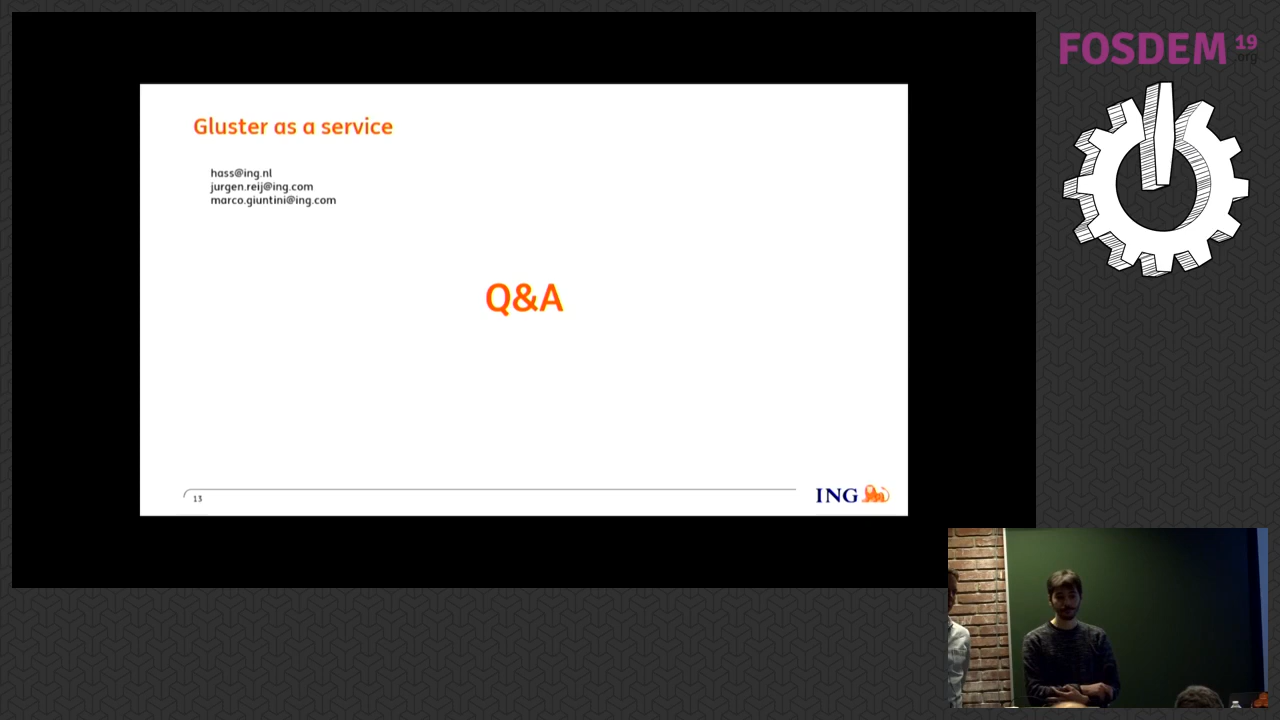 FOSDEM 19
.org
Gluster as a service
hass@ing.nl
jurgen.reij@ing.com
marco.giuntini@ing.com
Q&A
13
ING